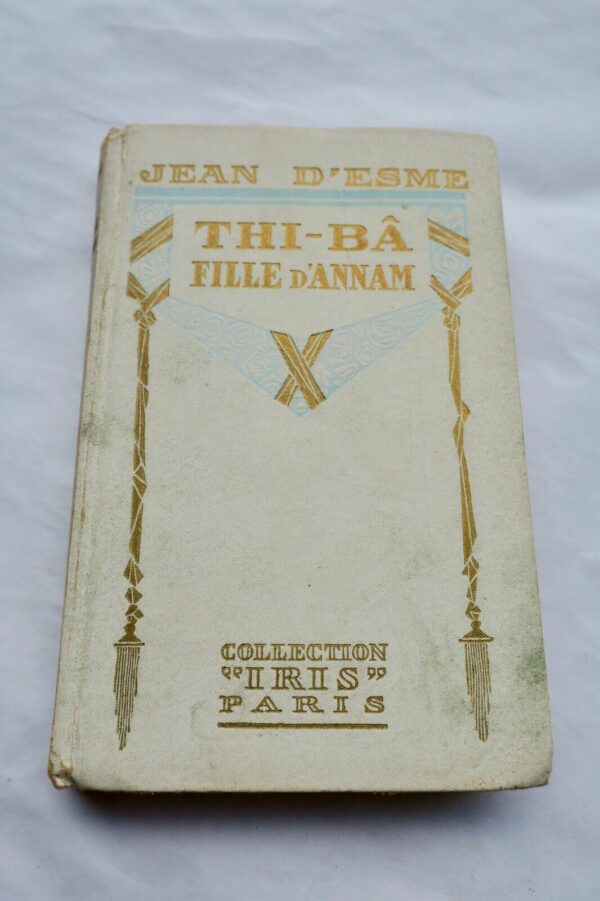 JEAN D'ESME
THI-BÂ
FILLE D'ANNAM
COLLECTION
"IRIS"
PARIS